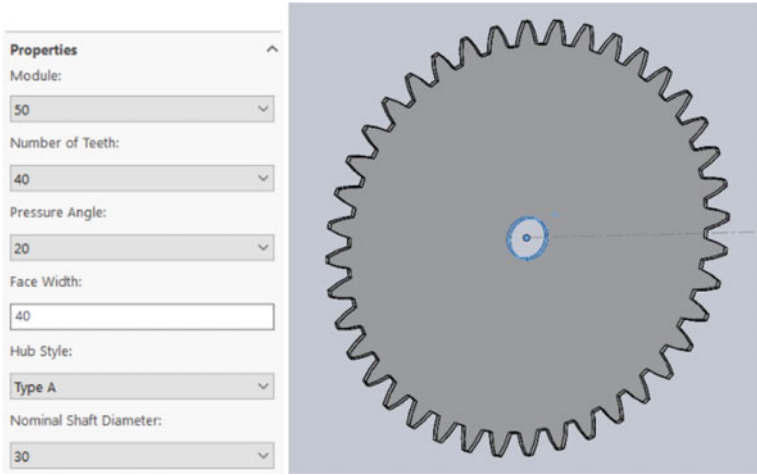 Properties
Module:
50
Number of Teeth:
40
Pressure Angle:
20
Face Width:
40
Hub Style:
Type A
Nominal Shaft Diameter:
30